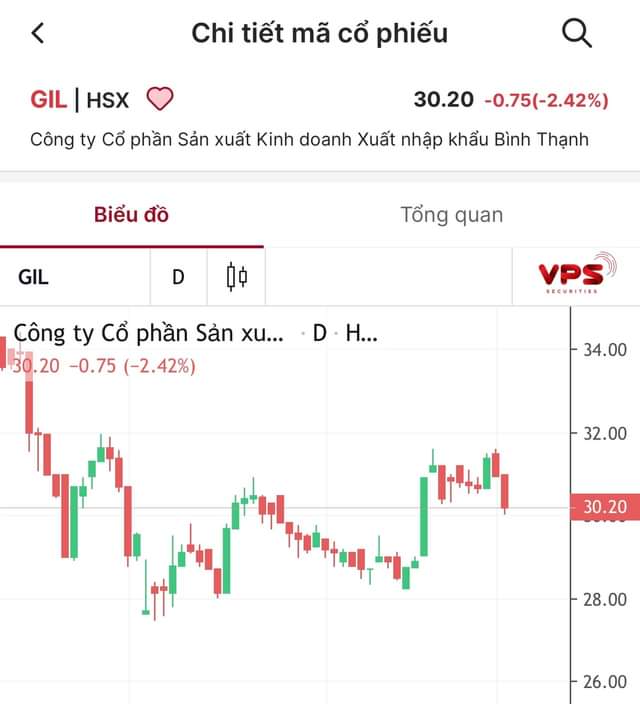 Chi tiết mã cổ phiếu
GIL | HSX 30.20 -0.75(-2.42%)
Công ty Cổ phần Sản xuất Kinh doanh Xuất nhập khẩu Bình Thạnh
Biểu đồ Tổng quan
GIL D VPS
SECURITIES
Công ty Cổ phần Sản xu... · D · H...
30.20 −0.75 (−2.42%)
34.00
32.00
30.20
28.00
26.00